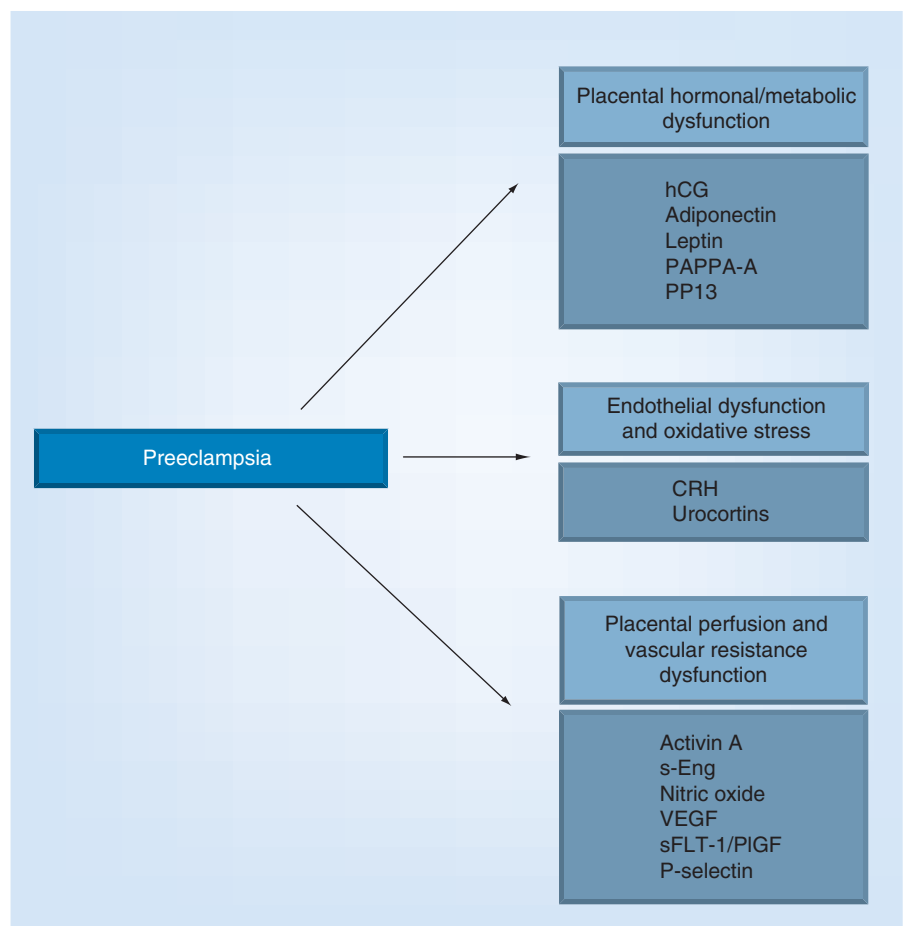 Placental hormonal/metabolic
dysfunction
hCG
Adiponectin
Leptin
PAPPA-A
PP13
Preeclampsia
Endothelial dysfunction
and oxidative stress
CRH
Urocortins
Placental perfusion and
vascular resistance
dysfunction
Activin A
s-Eng
Nitric oxide
VEGF
sFLT-1/PlGF
P-selectin